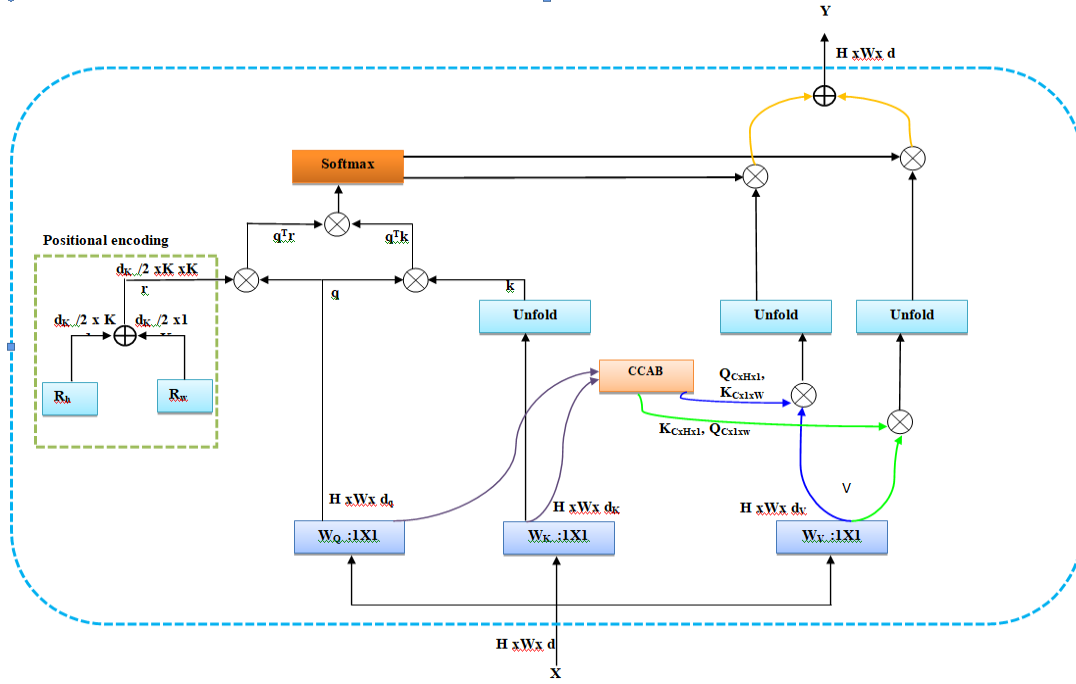 Y
H xWx d
Softmax
qᵀr
qᵀk
Positional encoding
dK /2 xK xK
r
q
k
Unfold
Unfold
Unfold
dK /2 x K
dK /2 x1
Rh
Rw
CCAB
QCxHx1,
KCx1xW
KCxHx1, QCx1xw
V
H xWx dq
H xWx dK
H xWx dV
WQ :1X1
WK :1X1
WV :1X1
H xWx d
X